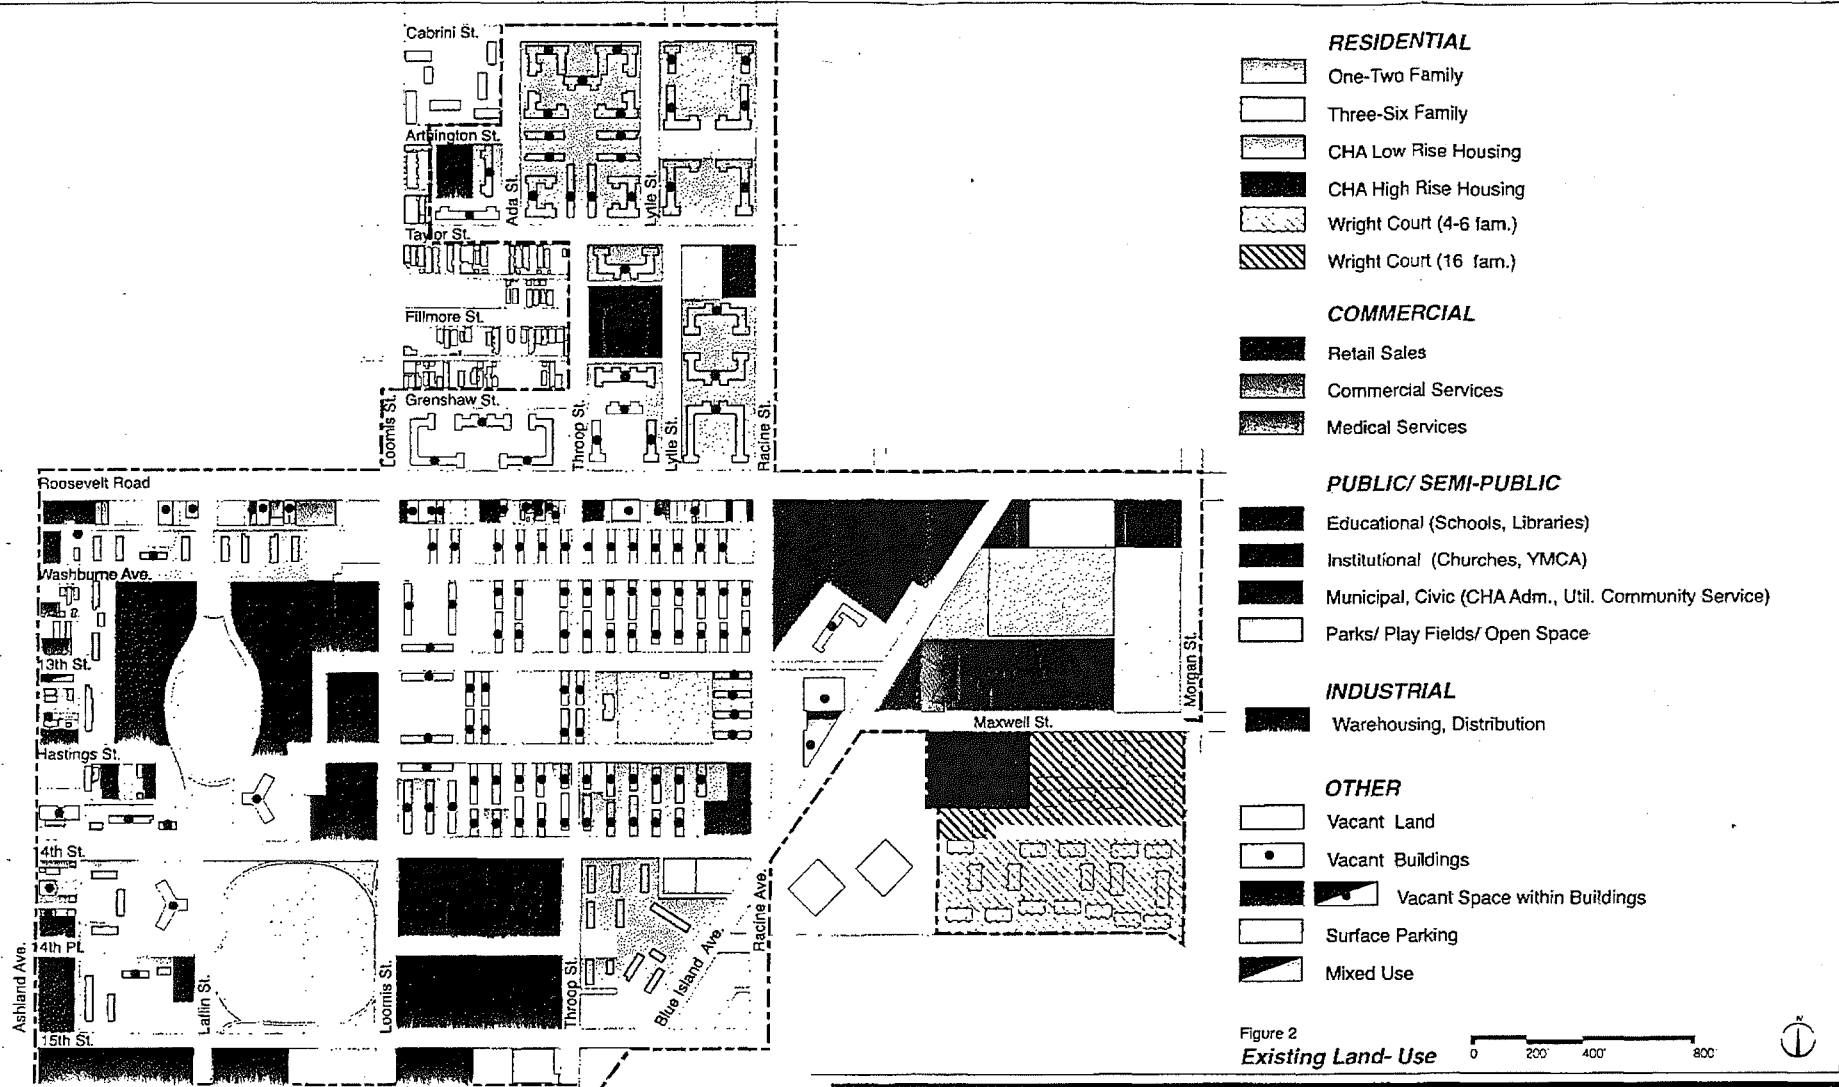 Cabrini St.
Arthington St.
Ada St.
Lytle St.
Taylor St.
Fillmore St.
Grenshaw St.
Loomis St.
Throop St.
Lytle St.
Racine St.
Roosevelt Road
Washburne Ave.
13th St.
Hastings St.
4th St.
4th Pl.
15th St.
Ashland Ave.
Laflin St.
Loomis St.
Throop St.
Blue Island Ave.
Racine Ave.
Maxwell St.
Morgan St.
RESIDENTIAL
One-Two Family
Three-Six Family
CHA Low Rise Housing
CHA High Rise Housing
Wright Court (4-6 fam.)
Wright Court (16 fam.)
COMMERCIAL
Retail Sales
Commercial Services
Medical Services
PUBLIC/ SEMI-PUBLIC
Educational (Schools, Libraries)
Institutional (Churches, YMCA)
Municipal, Civic (CHA Adm., Util. Community Service)
Parks/ Play Fields/ Open Space
INDUSTRIAL
Warehousing, Distribution
OTHER
Vacant Land
Vacant Buildings
Vacant Space within Buildings
Surface Parking
Mixed Use
Figure 2
Existing Land- Use
0 200' 400' 800'
N